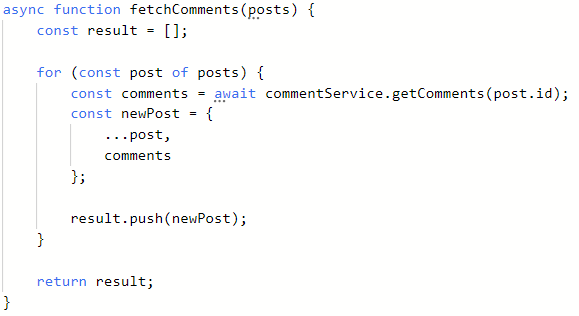 async function fetchComments(posts) {
    const result = [];

    for (const post of posts) {
        const comments = await commentService.getComments(post.id);
        const newPost = {
            ...post,
            comments
        };

        result.push(newPost);
    }

    return result;
}